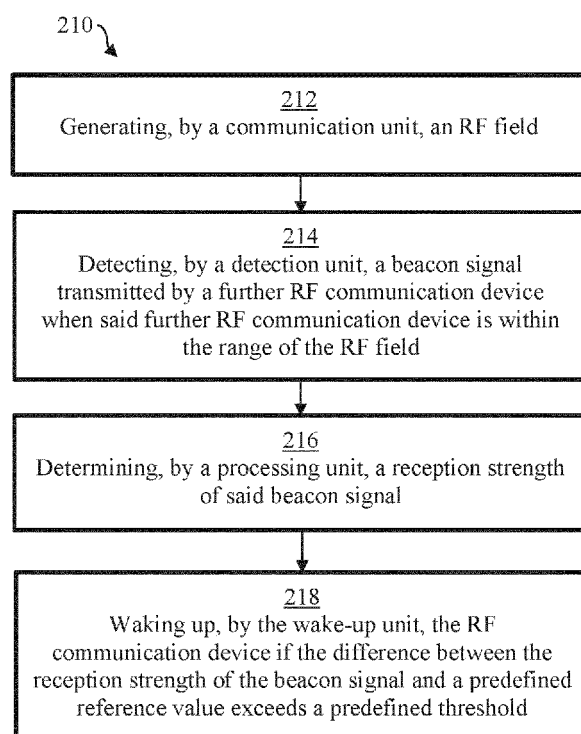 210
212
Generating, by a communication unit, an RF field
214
Detecting, by a detection unit, a beacon signal
transmitted by a further RF communication device
when said further RF communication device is within
the range of the RF field
216
Determining, by a processing unit, a reception strength
of said beacon signal
218
Waking up, by the wake-up unit, the RF
communication device if the difference between the
reception strength of the beacon signal and a predefined
reference value exceeds a predefined threshold